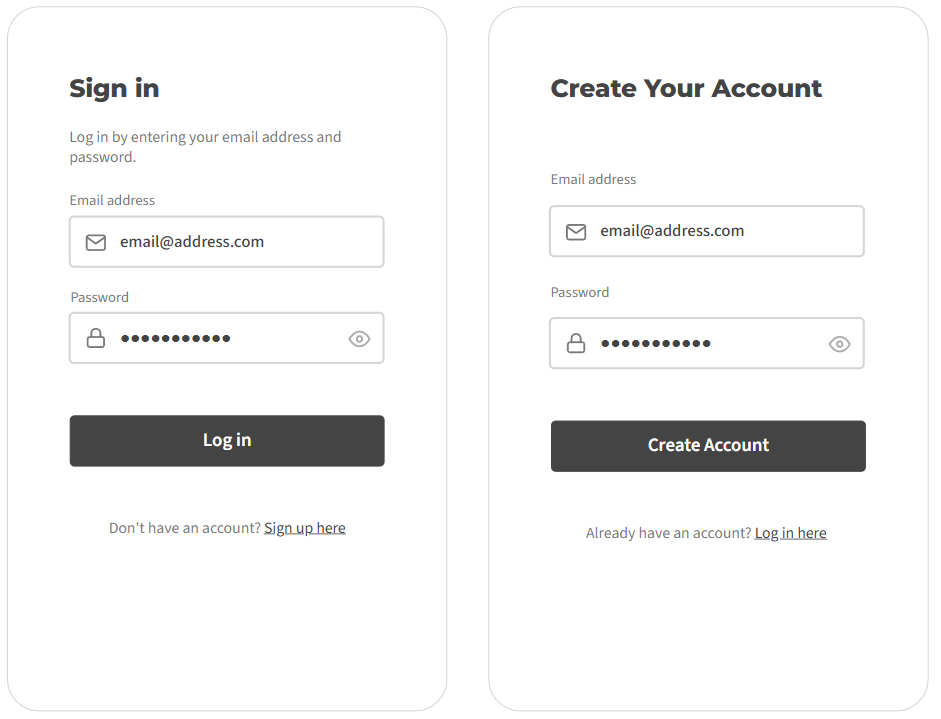 Sign in
Log in by entering your email address and
password.
Email address
email@address.com
Password
●●●●●●●●●●●
Log in
Don't have an account? Sign up here
Create Your Account
Email address
email@address.com
Password
●●●●●●●●●●●
Create Account
Already have an account? Log in here